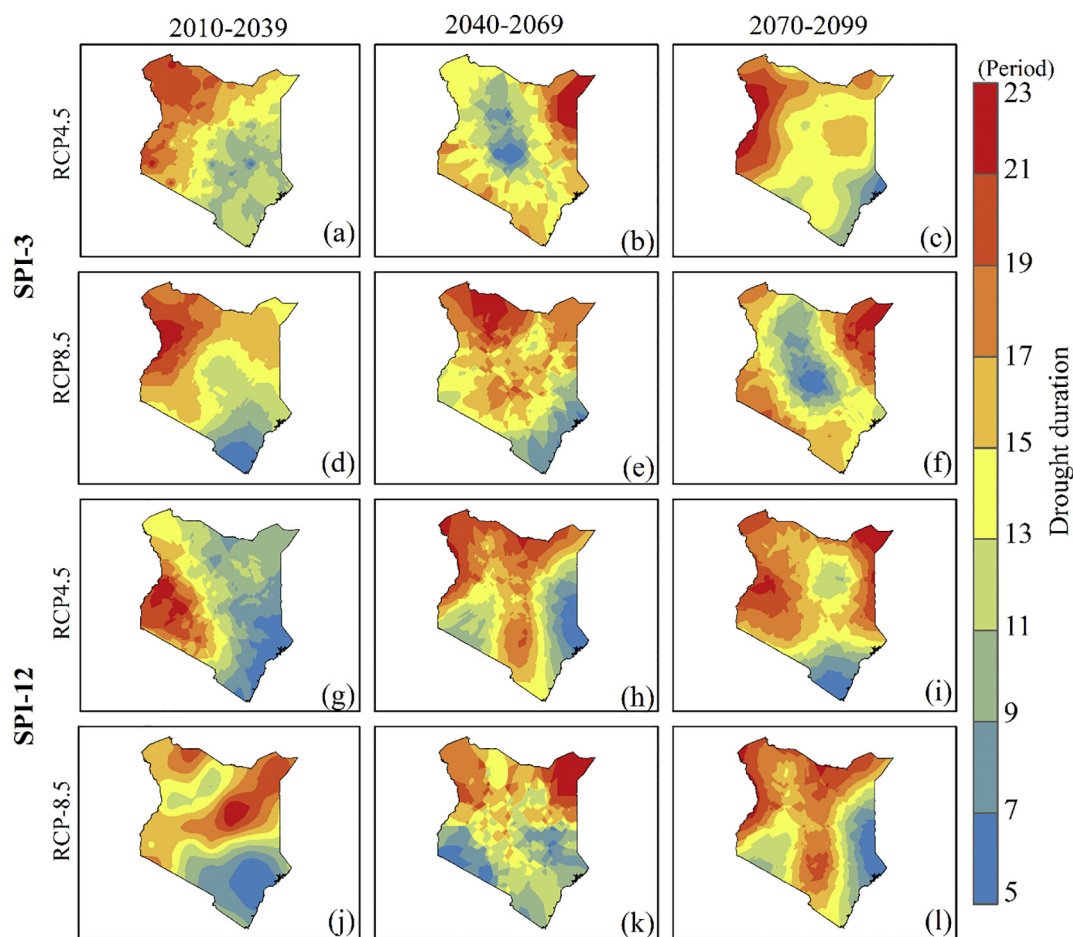 2010-2039 2040-2069 2070-2099
(Period)
SPI-3
RCP4.5
(a) (b) (c)
RCP8.5
(d) (e) (f)
SPI-12
RCP4.5
(g) (h) (i)
RCP-8.5
(j) (k) (l)
23
21
19
17
15
13
11
9
7
5
Drought duration